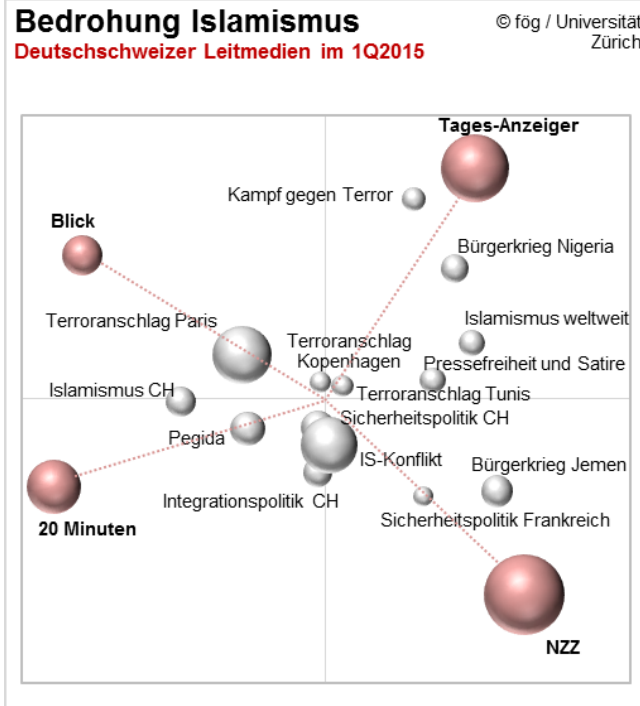 Bedrohung Islamismus
© fög / Universität
Zürich
Deutschschweizer Leitmedien im 1Q2015
Tages-Anzeiger
Kampf gegen Terror
Blick
Bürgerkrieg Nigeria
Terroranschlag Paris
Islamismus weltweit
Terroranschlag
Kopenhagen
Pressefreiheit und Satire
Islamismus CH
Terroranschlag Tunis
Sicherheitspolitik CH
Pegida
IS-Konflikt
Bürgerkrieg Jemen
Integrationspolitik CH
Sicherheitspolitik Frankreich
20 Minuten
NZZ